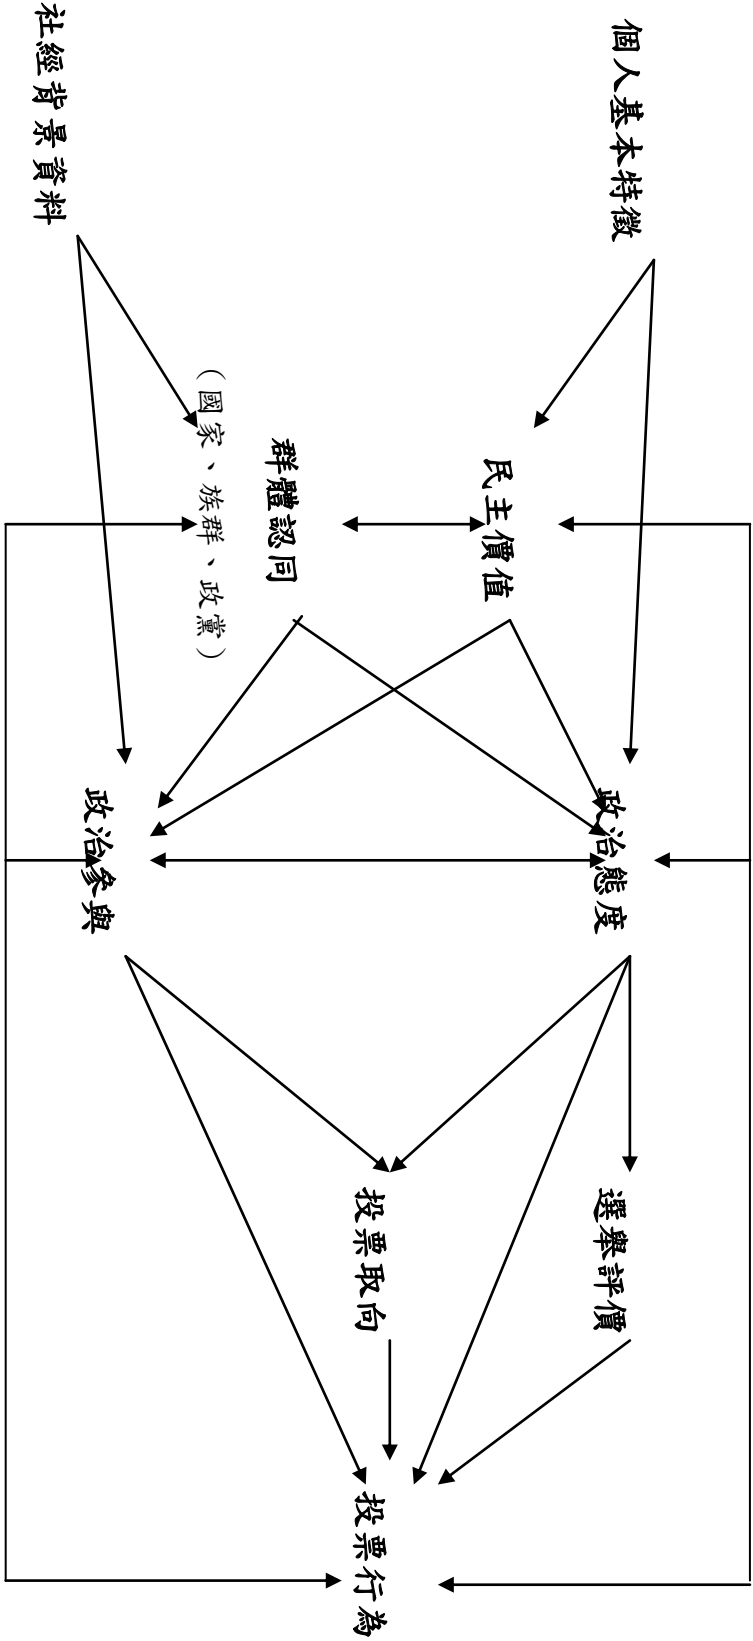 個人基本特徵
社經背景資料
民主價值
群體認同
（國家、族群、政黨）
政治態度
政治參與
選舉評價
投票取向
投票行為